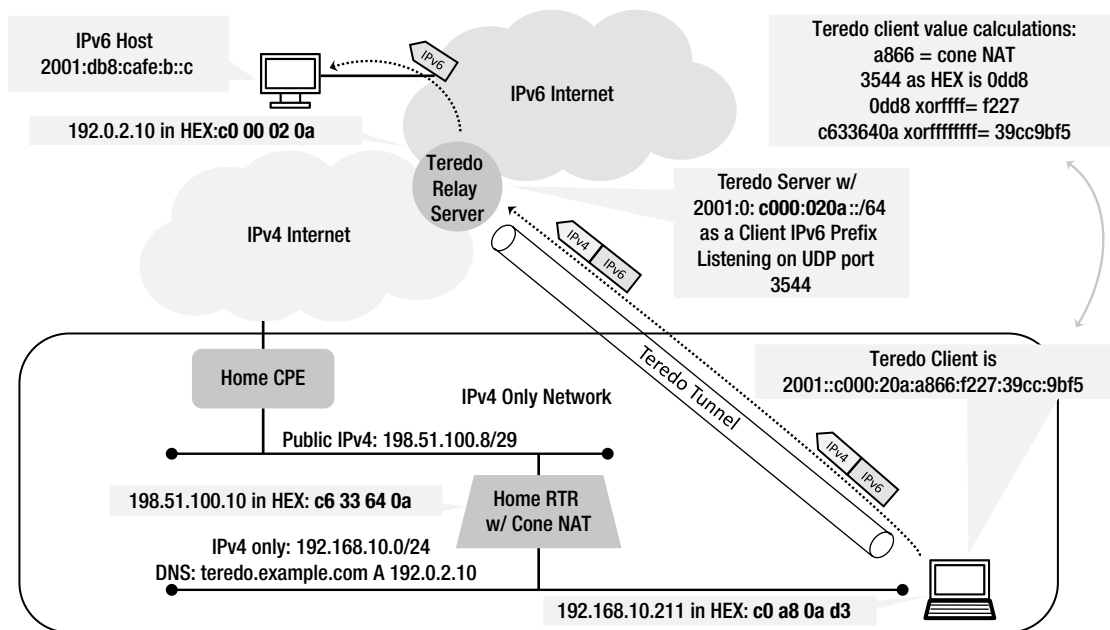 IPv6 Host
2001:db8:cafe:b::c
IPv6
IPv6 Internet
Teredo client value calculations:
a866 = cone NAT
3544 as HEX is 0dd8
0dd8 xorffff= f227
c633640a xorffffffff= 39cc9bf5
192.0.2.10 in HEX:c0 00 02 0a
Teredo
Relay
Server
Teredo Server w/
2001:0: c000:020a::/64
as a Client IPv6 Prefix
Listening on UDP port
3544
IPv4 Internet
IPv4 IPv6
Teredo Tunnel
Home CPE
IPv4 Only Network
Teredo Client is
2001::c000:20a:a866:f227:39cc:9bf5
Public IPv4: 198.51.100.8/29
IPv4 IPv6
198.51.100.10 in HEX: c6 33 64 0a
Home RTR
w/ Cone NAT
IPv4 only: 192.168.10.0/24
DNS: teredo.example.com A 192.0.2.10
192.168.10.211 in HEX: c0 a8 0a d3